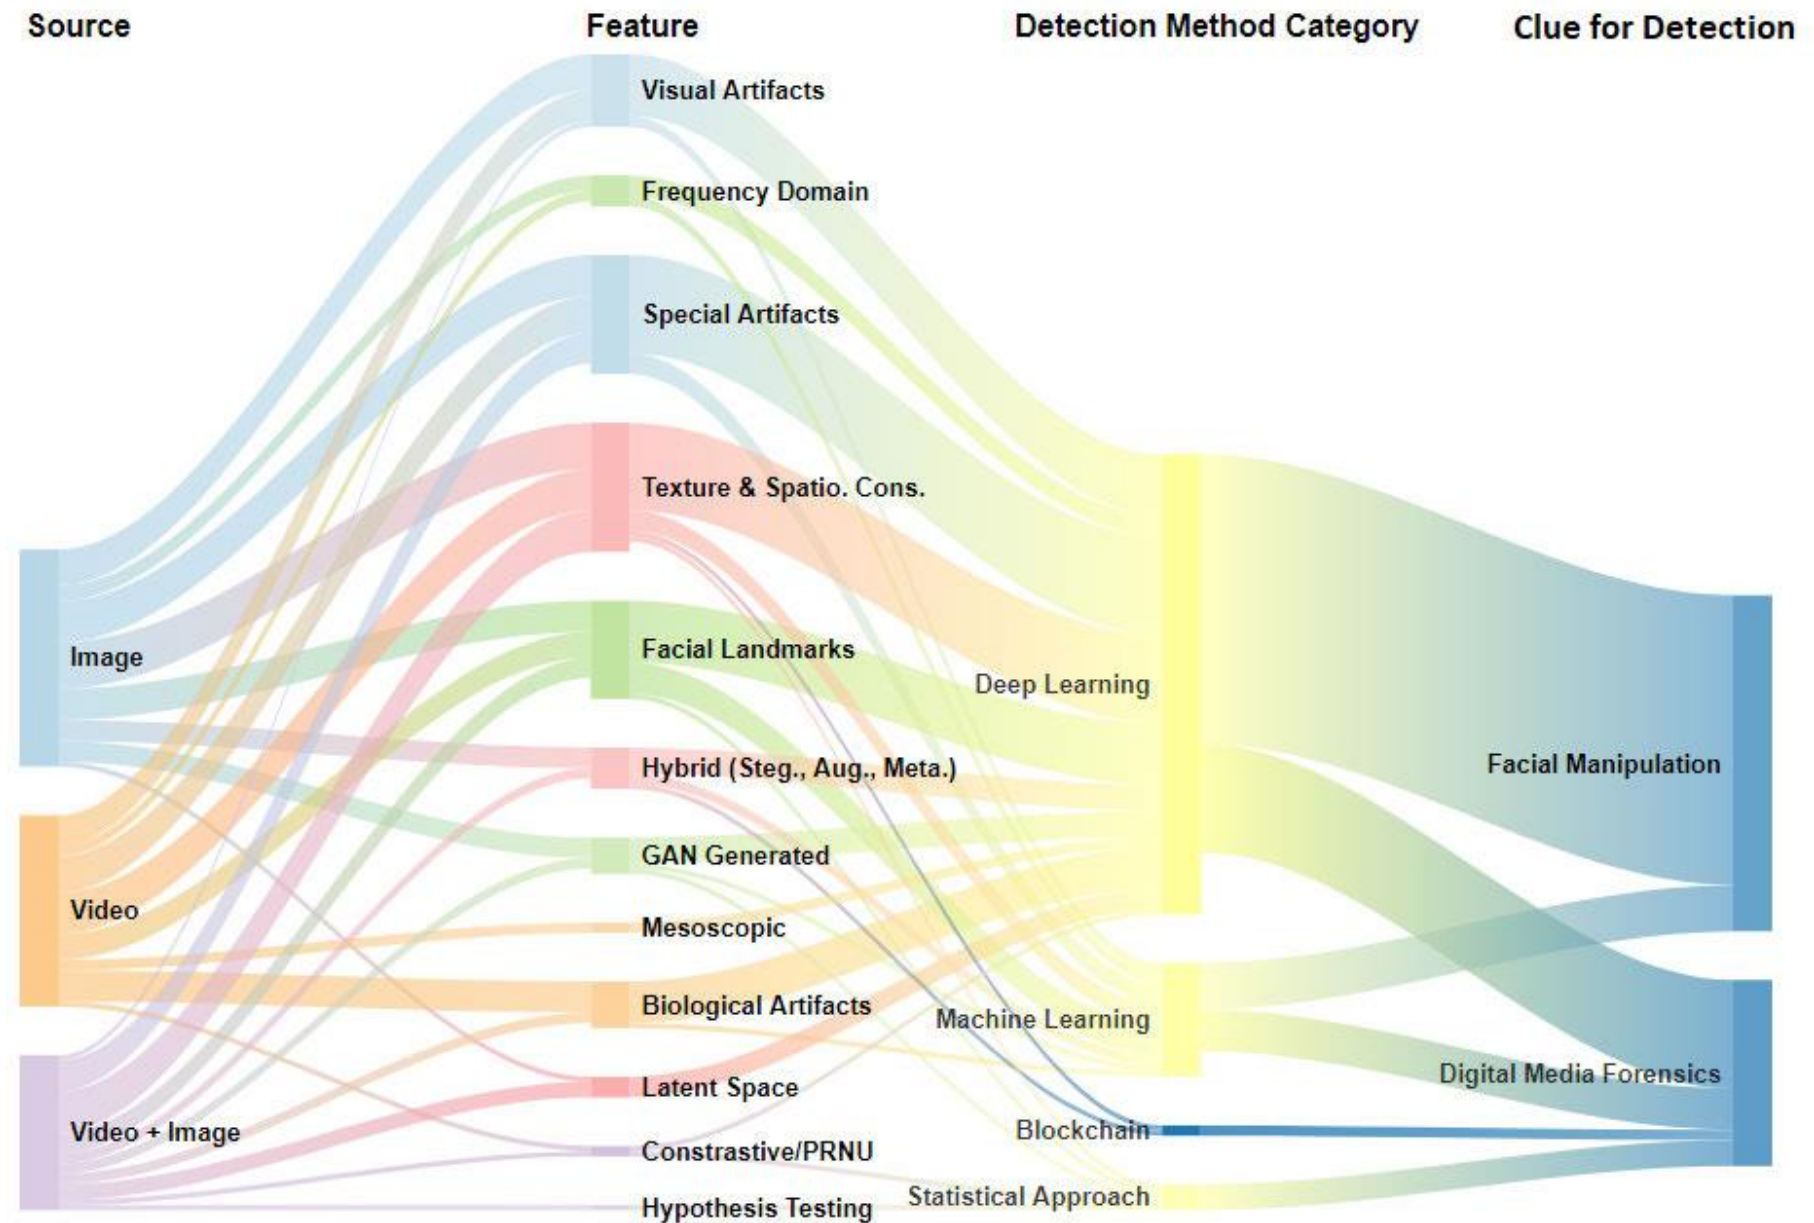 Source
Feature
Detection Method Category
Clue for Detection
Visual Artifacts
Frequency Domain
Special Artifacts
Texture & Spatio. Cons.
Facial Landmarks
Image
Deep Learning
Hybrid (Steg., Aug., Meta.)
Facial Manipulation
GAN Generated
Video
Mesoscopic
Biological Artifacts
Machine Learning
Digital Media Forensics
Latent Space
Video + Image
Blockchain
Constrastive/PRNU
Statistical Approach
Hypothesis Testing